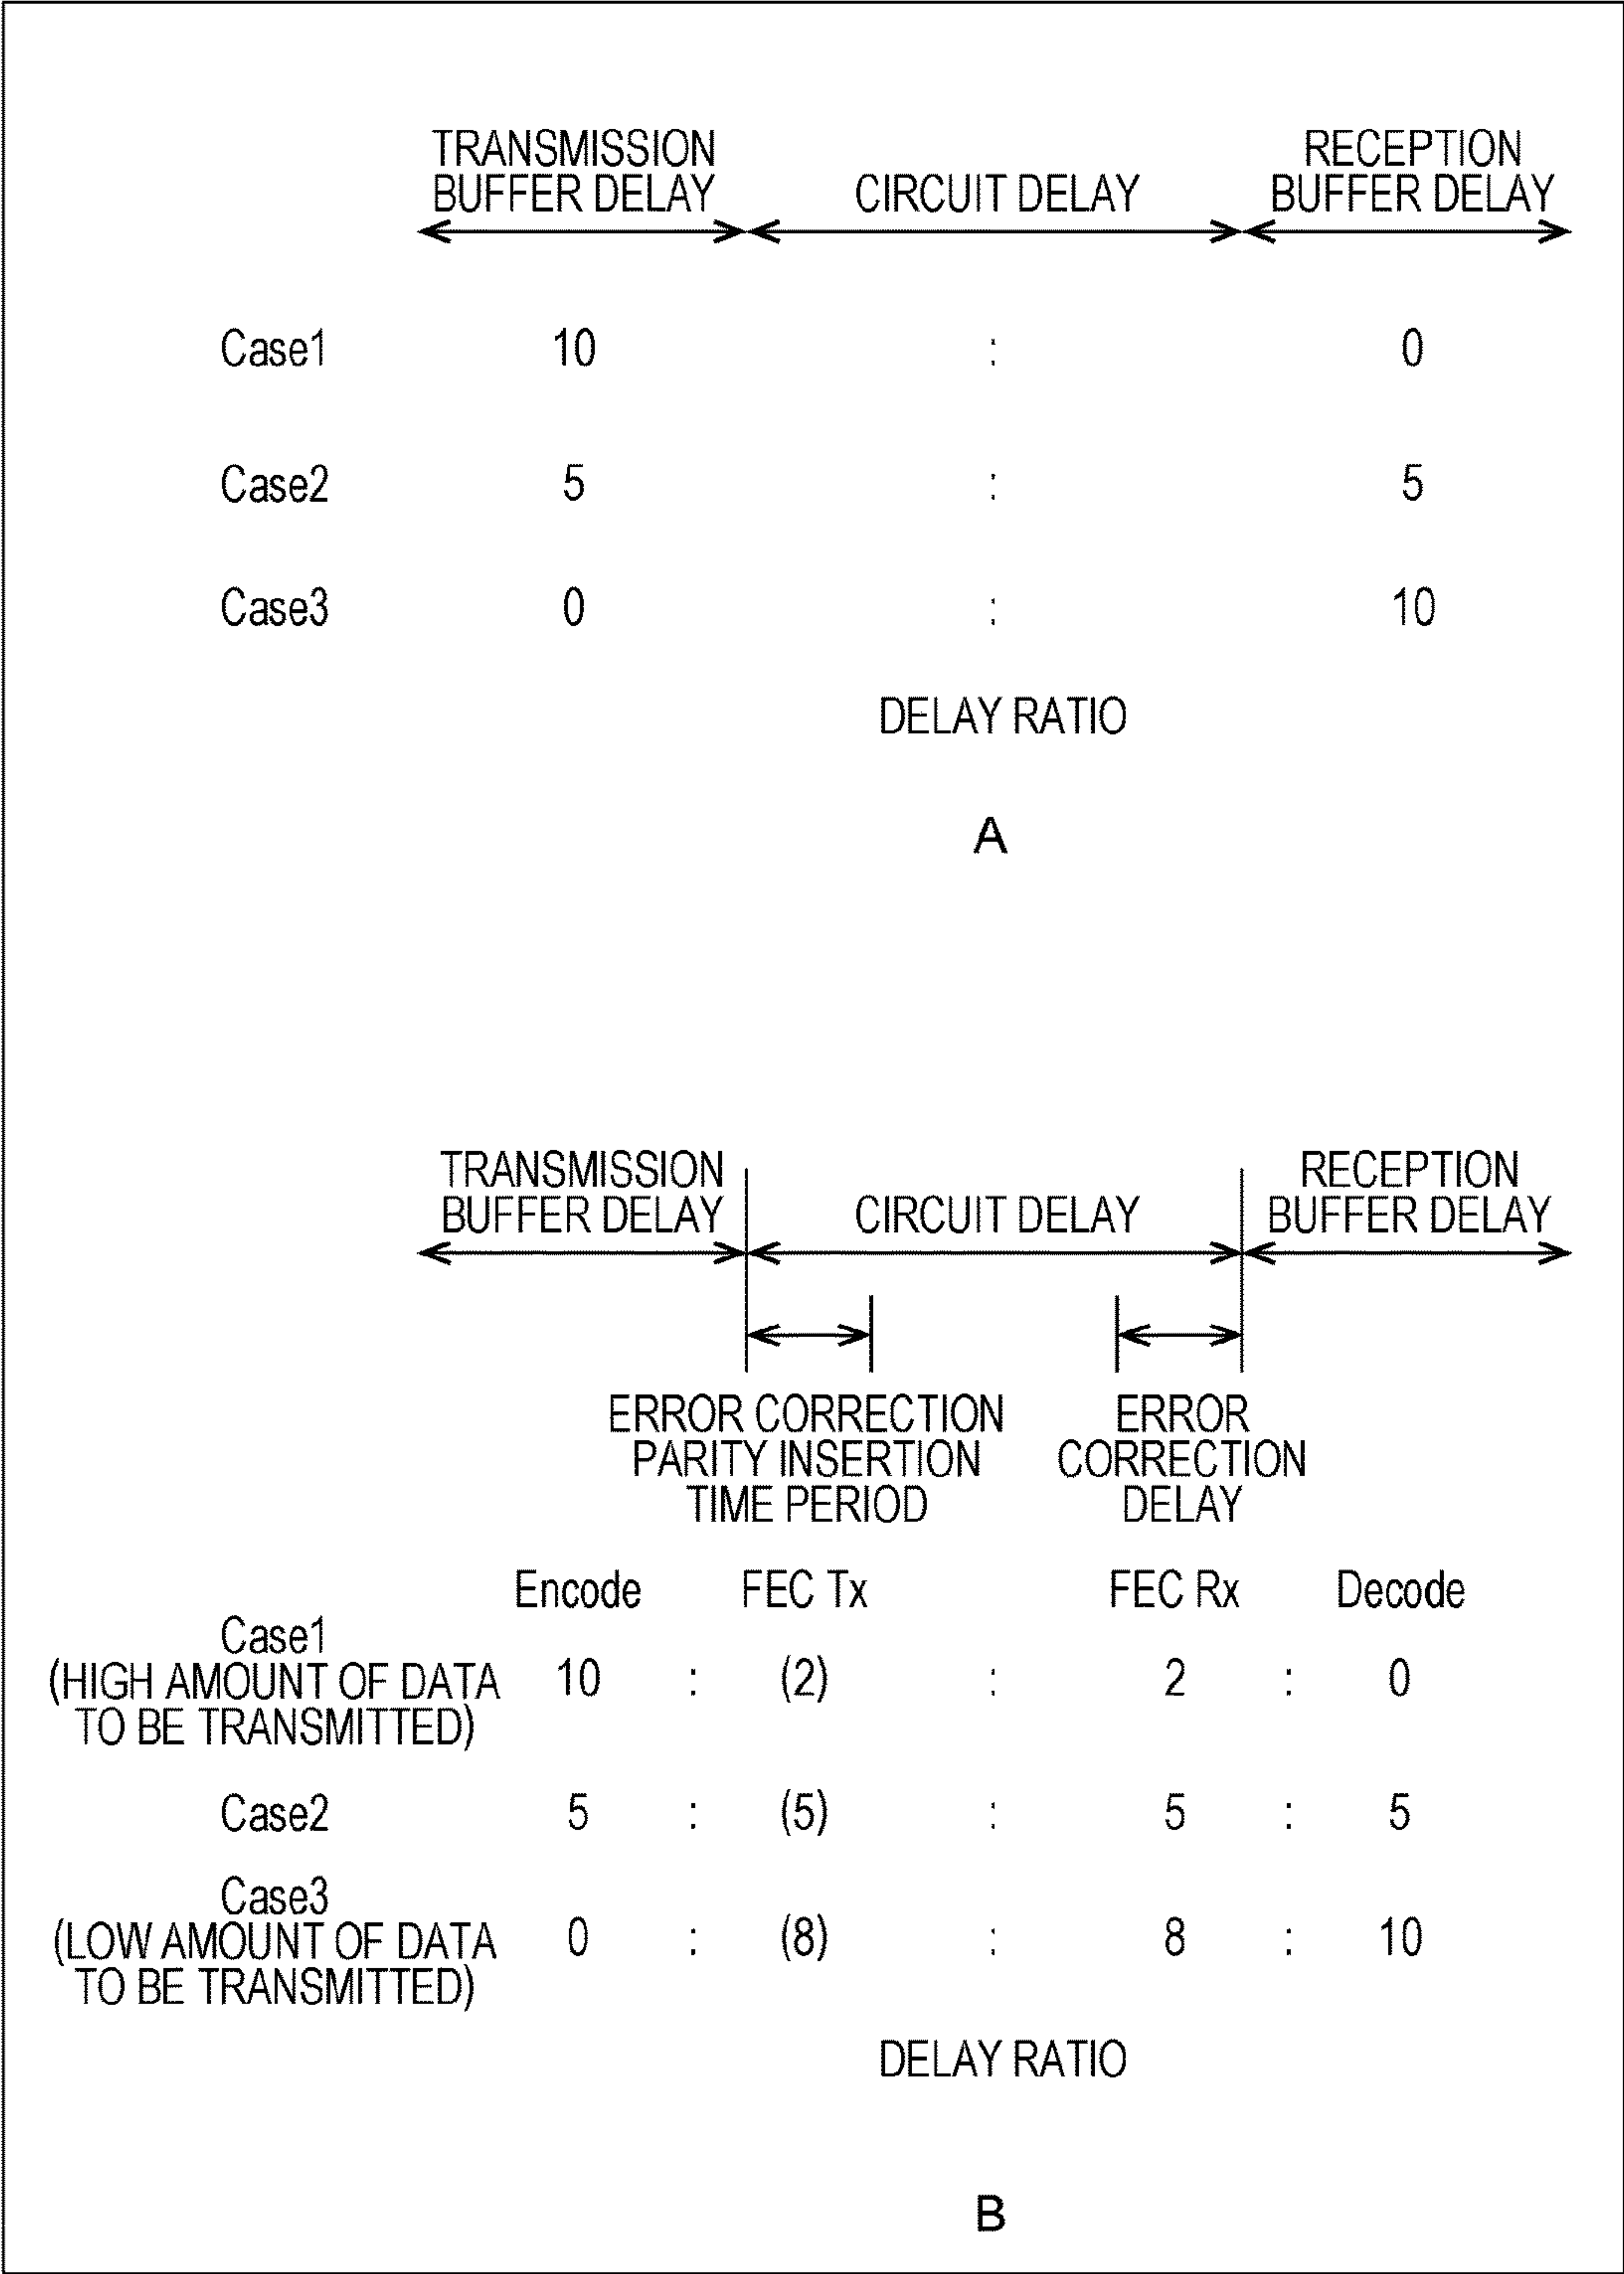 TRANSMISSION RECEPTION
BUFFER DELAY CIRCUIT DELAY BUFFER DELAY
Case1 10 : 0
Case2 5 : 5
Case3 0 : 10
DELAY RATIO
A
TRANSMISSION RECEPTION
BUFFER DELAY CIRCUIT DELAY BUFFER DELAY
ERROR CORRECTION ERROR
PARITY INSERTION CORRECTION
TIME PERIOD DELAY
Encode FEC Tx FEC Rx Decode
Case1
(HIGH AMOUNT OF DATA 10 : (2) : 2 : 0
TO BE TRANSMITTED)
Case2 5 : (5) : 5 : 5
Case3
(LOW AMOUNT OF DATA 0 : (8) : 8 : 10
TO BE TRANSMITTED)
DELAY RATIO
B